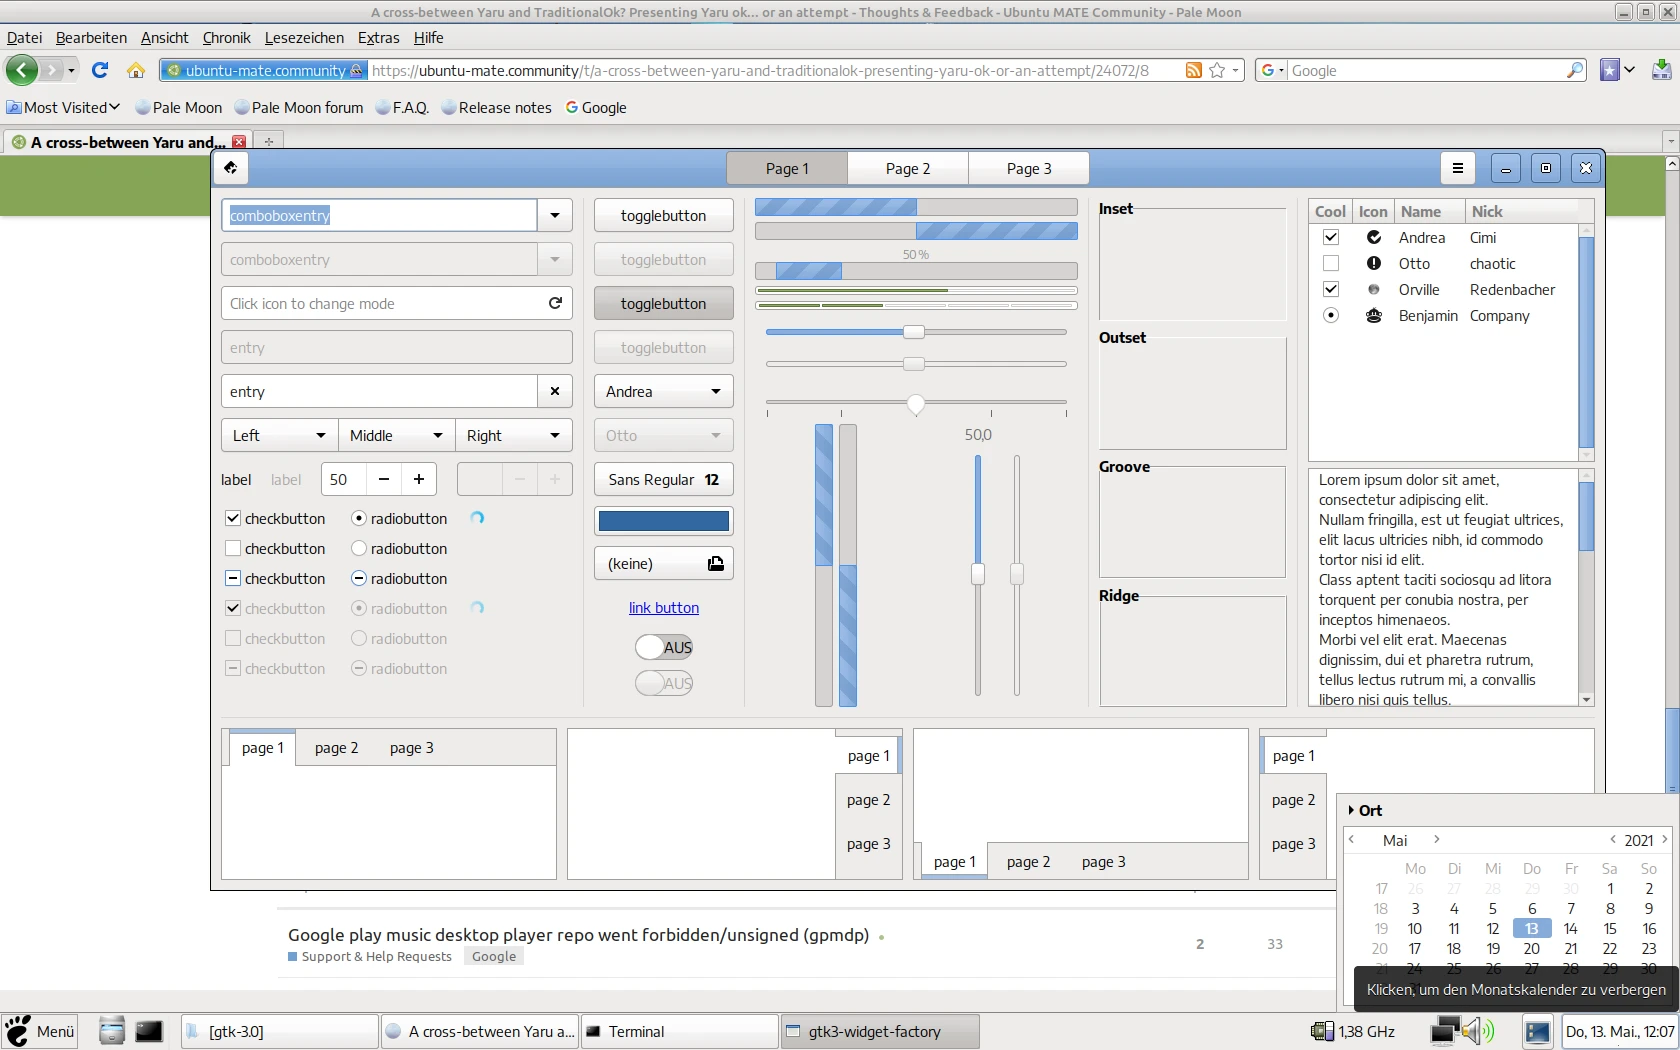 A cross-between Yaru and TraditionalOk? Presenting Yaru ok... or an attempt - Thoughts & Feedback - Ubuntu MATE Community - Pale Moon
Datei Bearbeiten Ansicht Chronik Lesezeichen Extras Hilfe
ubuntu-mate.community https://ubuntu-mate.community/t/a-cross-between-yaru-and-traditionalok-presenting-yaru-ok-or-an-attempt/24072/8 Google
Most Visited Pale Moon Pale Moon forum F.A.Q. Release notes Google
A cross-between Yaru and...
Page 1 Page 2 Page 3
comboboxentry
comboboxentry
Click icon to change mode
entry
entry
Left Middle Right
label label 50
checkbutton radiobutton
checkbutton radiobutton
checkbutton radiobutton
checkbutton radiobutton
checkbutton radiobutton
checkbutton radiobutton
togglebutton
togglebutton
togglebutton
togglebutton
Andrea
Otto
Sans Regular 12
(keine)
link button
AUS
AUS
50 %
50,0
Inset
Outset
Groove
Ridge
Cool Icon Name Nick
Andrea Cimi
Otto chaotic
Orville Redenbacher
Benjamin Company
Lorem ipsum dolor sit amet,
consectetur adipiscing elit.
Nullam fringilla, est ut feugiat ultrices,
elit lacus ultricies nibh, id commodo
tortor nisi id elit.
Class aptent taciti sociosqu ad litora
torquent per conubia nostra, per
inceptos himenaeos.
Morbi vel elit erat. Maecenas
dignissim, dui et pharetra rutrum,
tellus lectus rutrum mi, a convallis
libero nisi quis tellus.
page 1 page 2 page 3
page 1
page 2
page 3
page 1 page 2 page 3
page 1
page 2
page 3
Ort
Mai 2021
Mo Di Mi Do Fr Sa So
17 26 27 28 29 30 1 2
18 3 4 5 6 7 8 9
19 10 11 12 13 14 15 16
20 17 18 19 20 21 22 23
21 24 25 26 27 28 29 30
Klicken, um den Monatskalender zu verbergen
Google play music desktop player repo went forbidden/unsigned (gpmdp) 2 33
Support & Help Requests Google
Menü [gtk-3.0] A cross-between Yaru a... Terminal gtk3-widget-factory 1,38 GHz Do, 13. Mai., 12:07